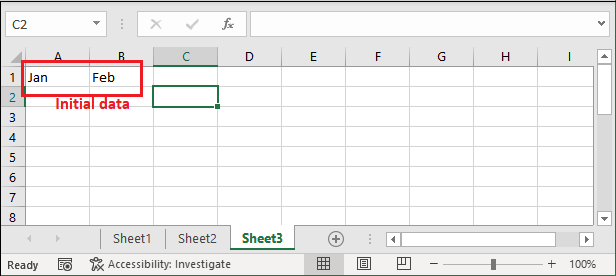 C2 fx
A B C D E F G H I
1 Jan Feb
2
Initial data
3
4
5
6
7
8
Sheet1 Sheet2 Sheet3
Ready Accessibility: Investigate 100%